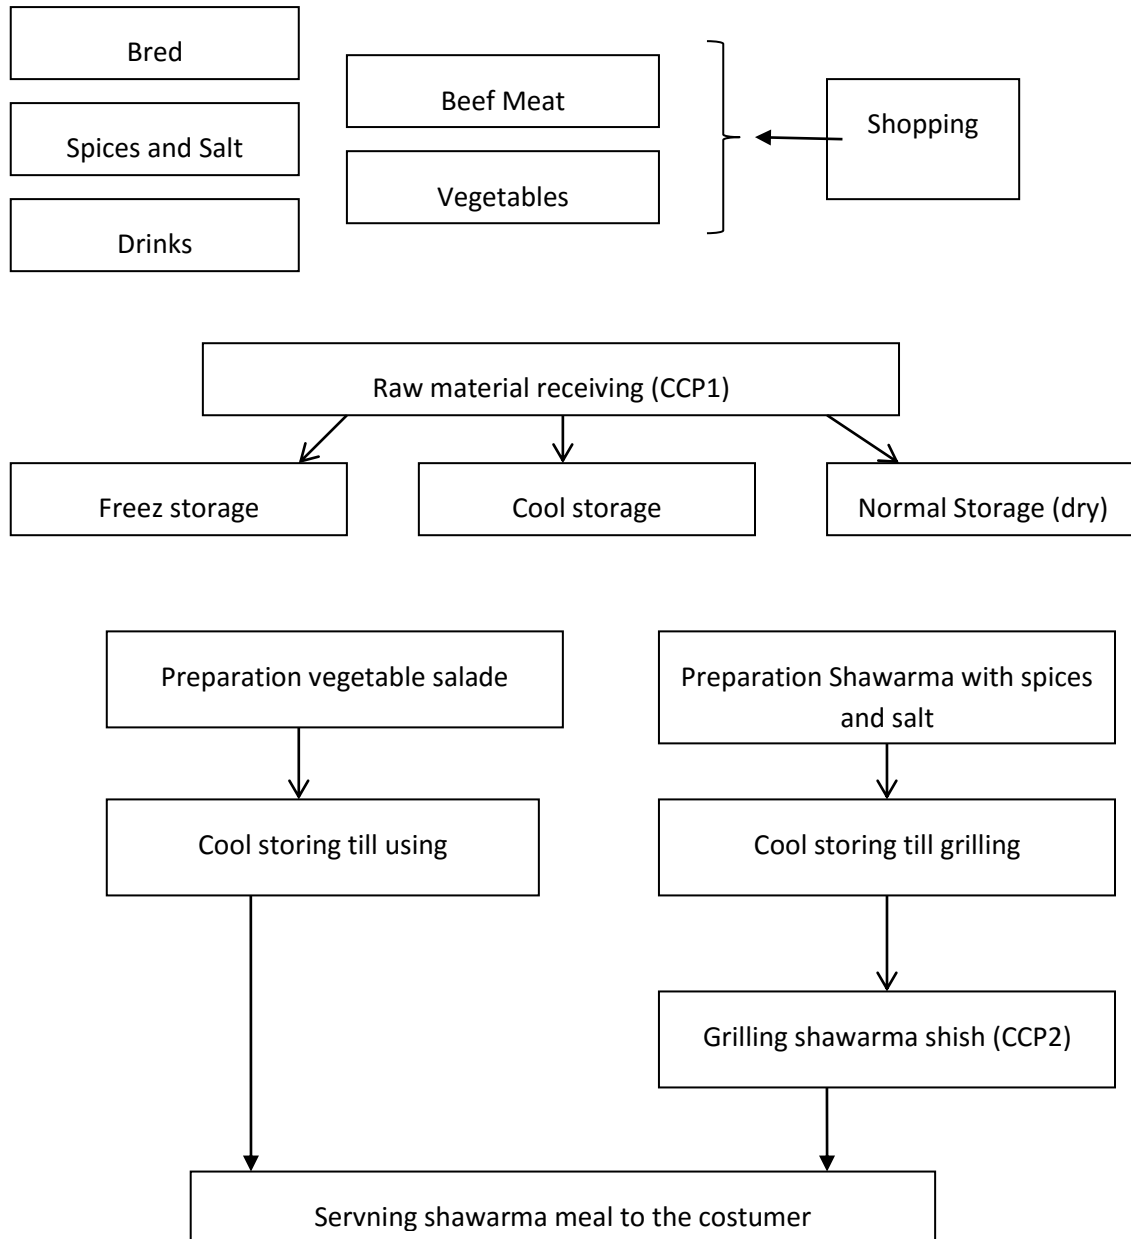 Bred
Beef Meat
Shopping
Spices and Salt
Vegetables
Drinks
Raw material receiving (CCP1)
Freez storage
Cool storage
Normal Storage (dry)
Preparation vegetable salade
Preparation Shawarma with spices
and salt
Cool storing till using
Cool storing till grilling
Grilling shawarma shish (CCP2)
Servning shawarma meal to the costumer